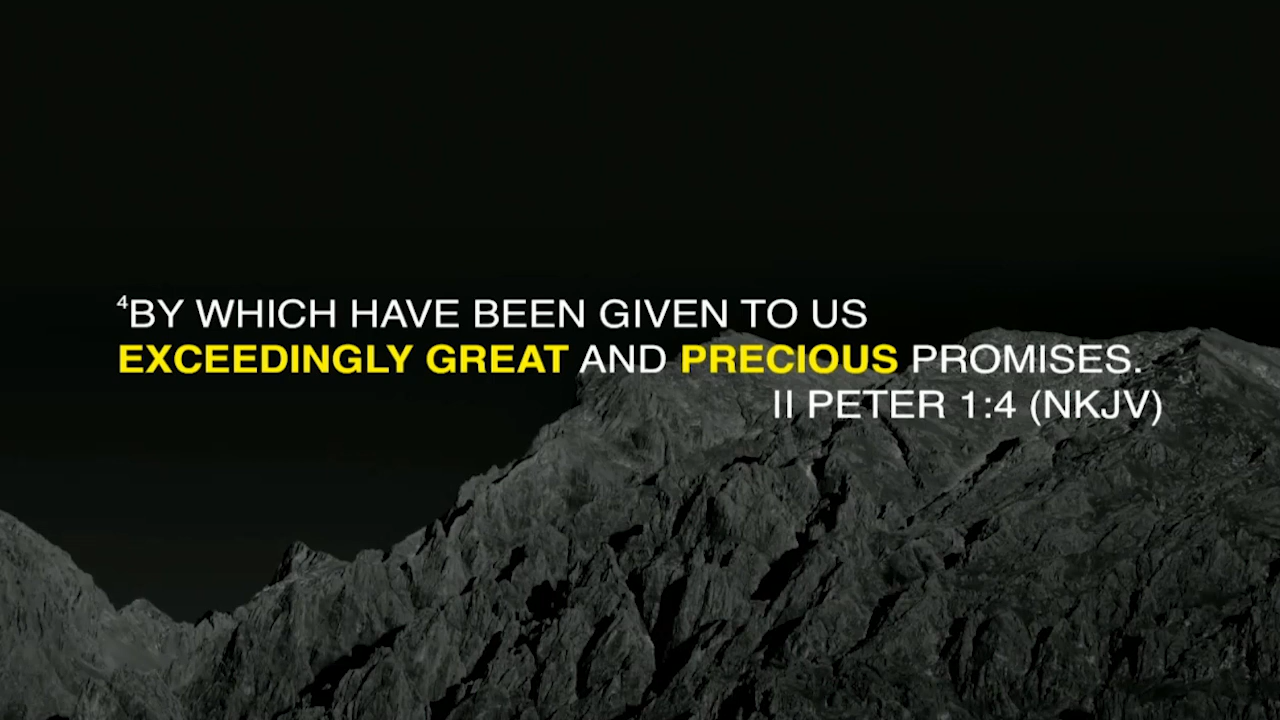 ⁴BY WHICH HAVE BEEN GIVEN TO US
EXCEEDINGLY GREAT AND PRECIOUS PROMISES.
II PETER 1:4 (NKJV)